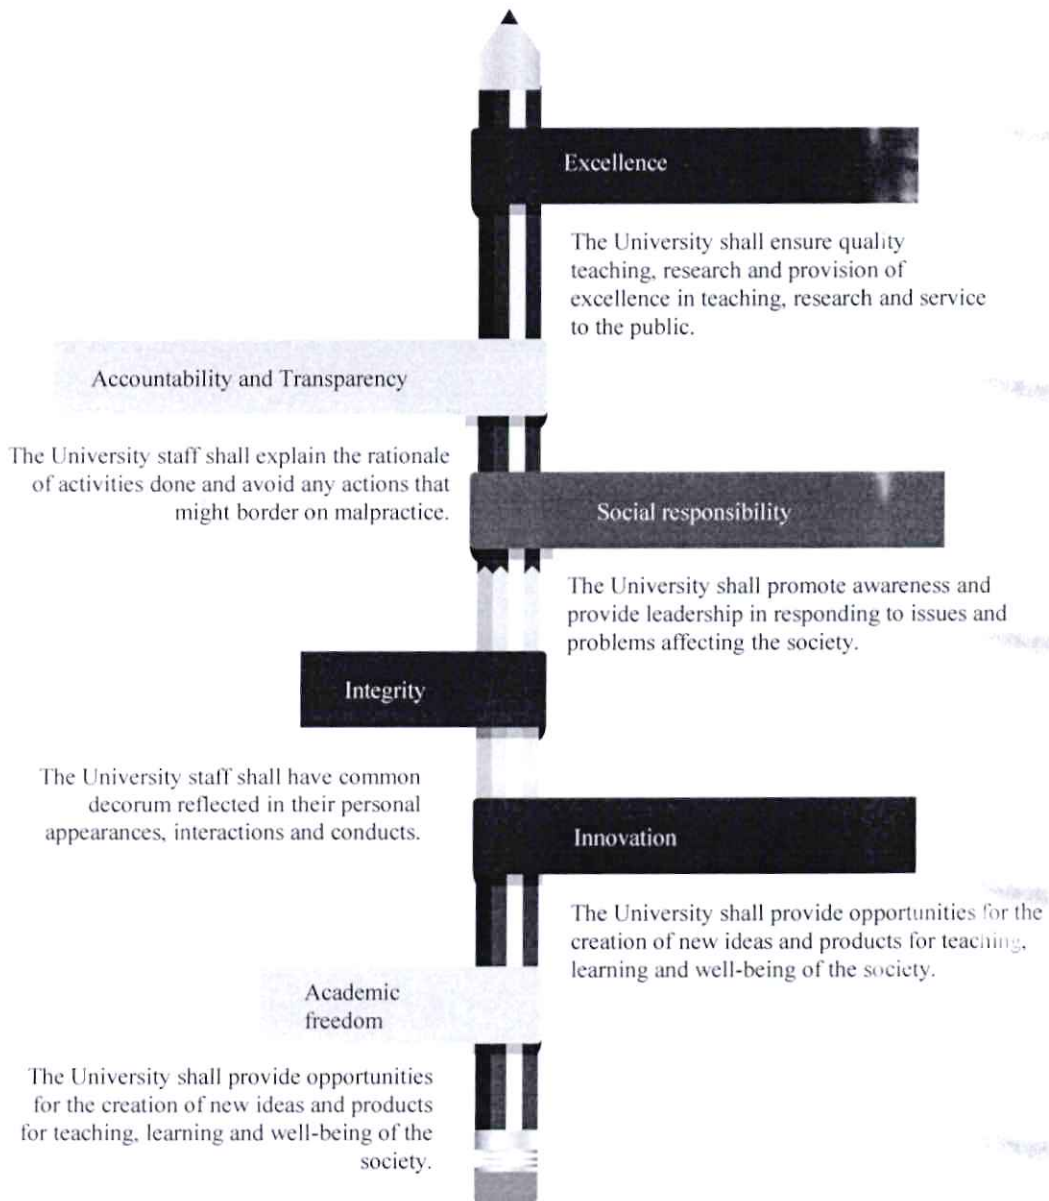 Excellence
The University shall ensure quality
teaching, research and provision of
excellence in teaching, research and service
to the public.
Accountability and Transparency
The University staff shall explain the rationale
of activities done and avoid any actions that
might border on malpractice.
Social responsibility
The University shall promote awareness and
provide leadership in responding to issues and
problems affecting the society.
Integrity
The University staff shall have common
decorum reflected in their personal
appearances, interactions and conducts.
Innovation
The University shall provide opportunities for the
creation of new ideas and products for teaching,
learning and well-being of the society.
Academic
freedom
The University shall provide opportunities
for the creation of new ideas and products
for teaching, learning and well-being of the
society.